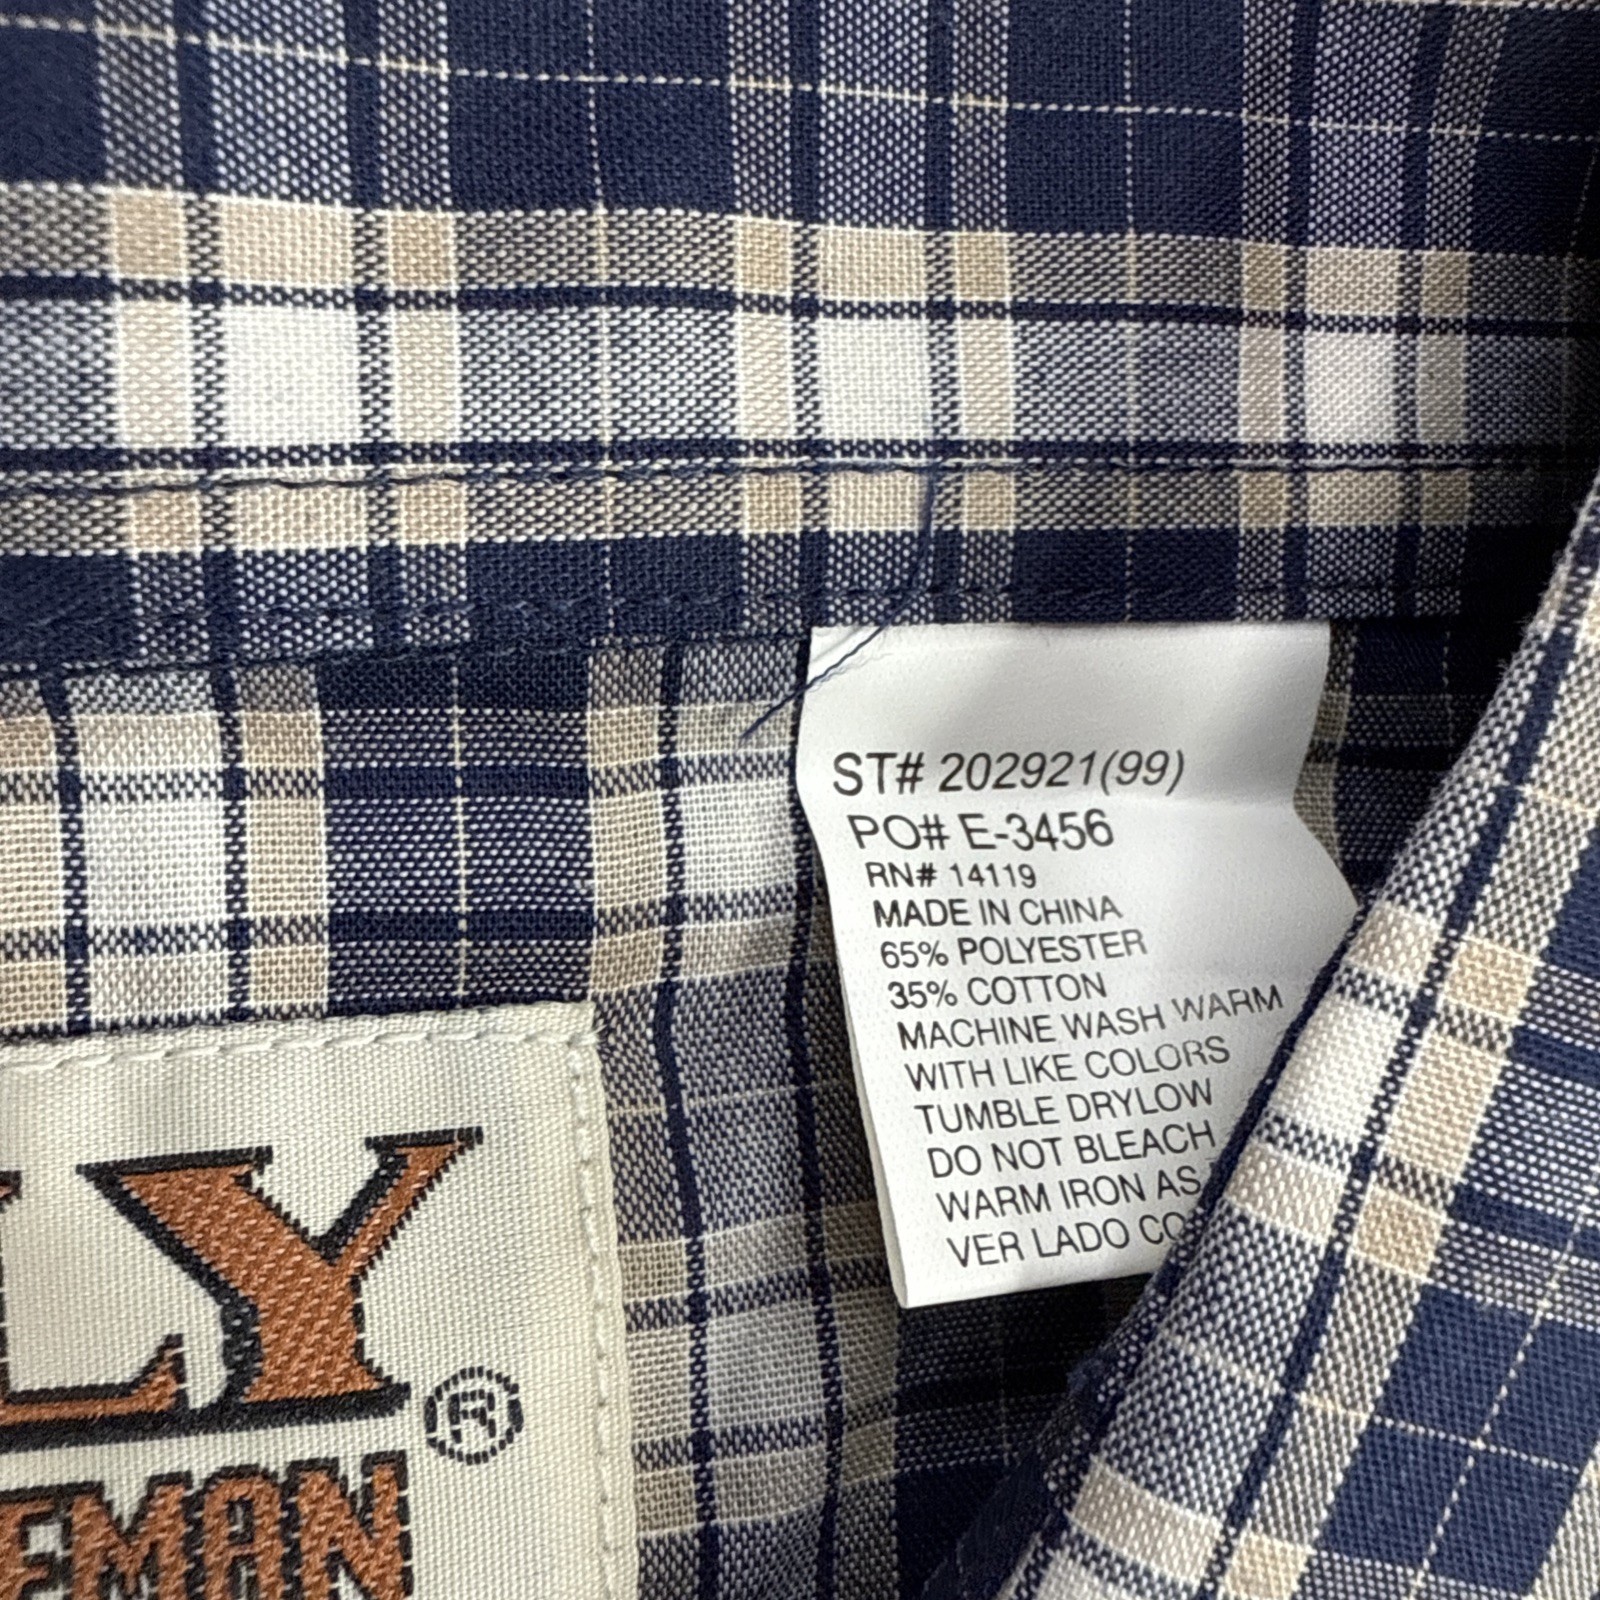 ST# 202921(99)
PO# E-3456
RN# 14119
MADE IN CHINA
65% POLYESTER
35% COTTON
MACHINE WASH WARM
WITH LIKE COLORS
TUMBLE DRYLOW
DO NOT BLEACH
WARM IRON AS
VER LADO CO
LY®
EMAN